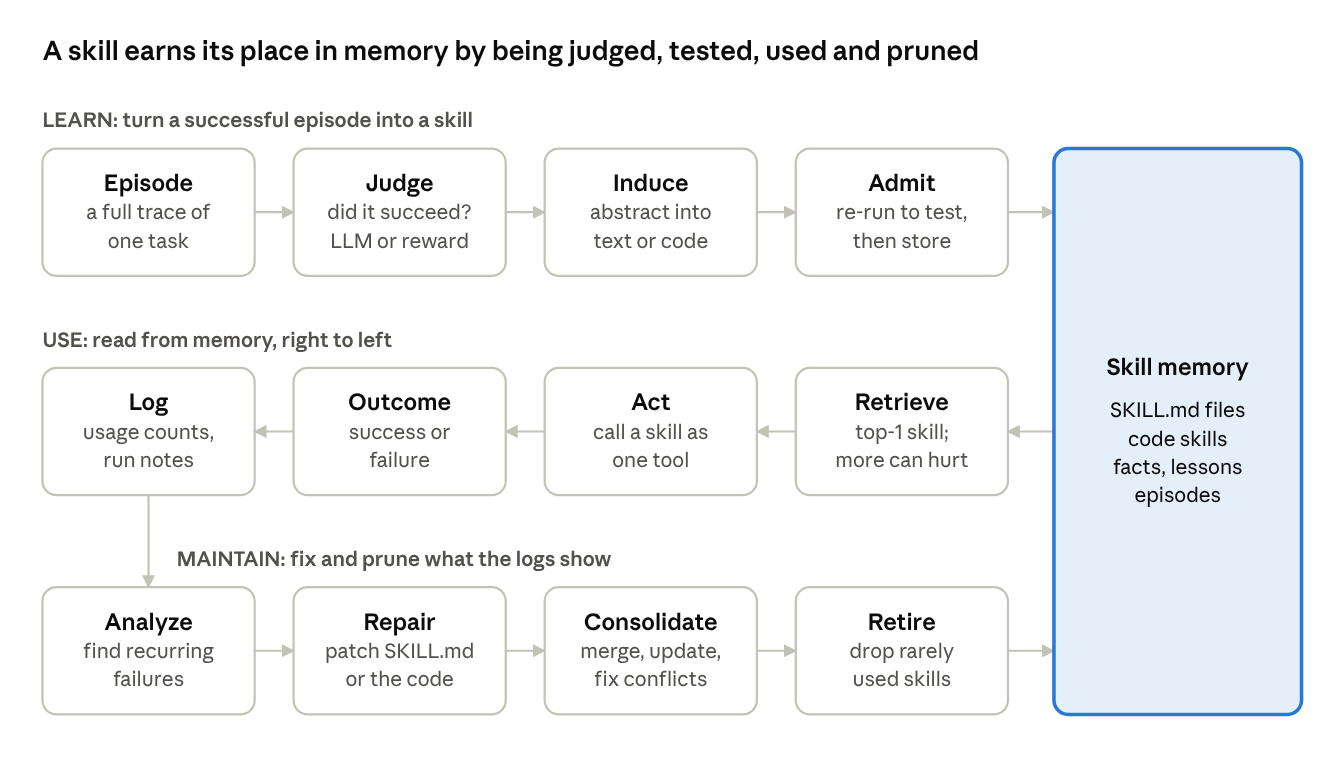 A skill earns its place in memory by being judged, tested, used and pruned
LEARN: turn a successful episode into a skill
Episode
a full trace of
one task
Judge
did it succeed?
LLM or reward
Induce
abstract into
text or code
Admit
re-run to test,
then store
USE: read from memory, right to left
Log
usage counts,
run notes
Outcome
success or
failure
Act
call a skill as
one tool
Retrieve
top-1 skill;
more can hurt
Skill memory
SKILL.md files
code skills
facts, lessons
episodes
MAINTAIN: fix and prune what the logs show
Analyze
find recurring
failures
Repair
patch SKILL.md
or the code
Consolidate
merge, update,
fix conflicts
Retire
drop rarely
used skills